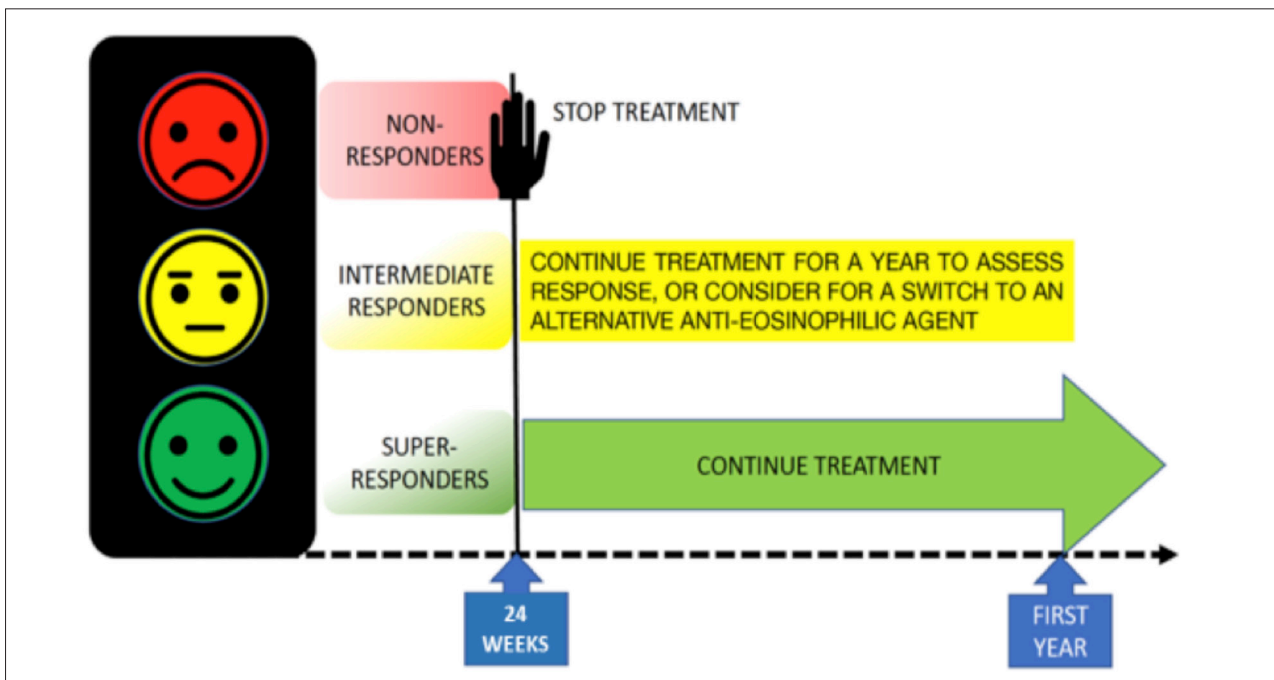 NON-
RESPONDERS
STOP TREATMENT
INTERMEDIATE
RESPONDERS
CONTINUE TREATMENT FOR A YEAR TO ASSESS
RESPONSE, OR CONSIDER FOR A SWITCH TO AN
ALTERNATIVE ANTI-EOSINOPHILIC AGENT
SUPER-
RESPONDERS
CONTINUE TREATMENT
24
WEEKS
FIRST
YEAR